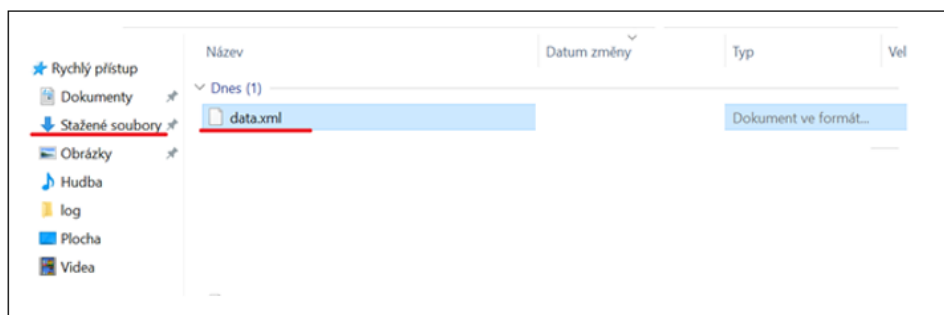 Název
Datum změny
Typ
Vel
Rychlý přístup
Dokumenty
Stažené soubory
Obrázky
Hudba
log
Plocha
Videa
Dnes (1)
data.xml
Dokument ve formát...